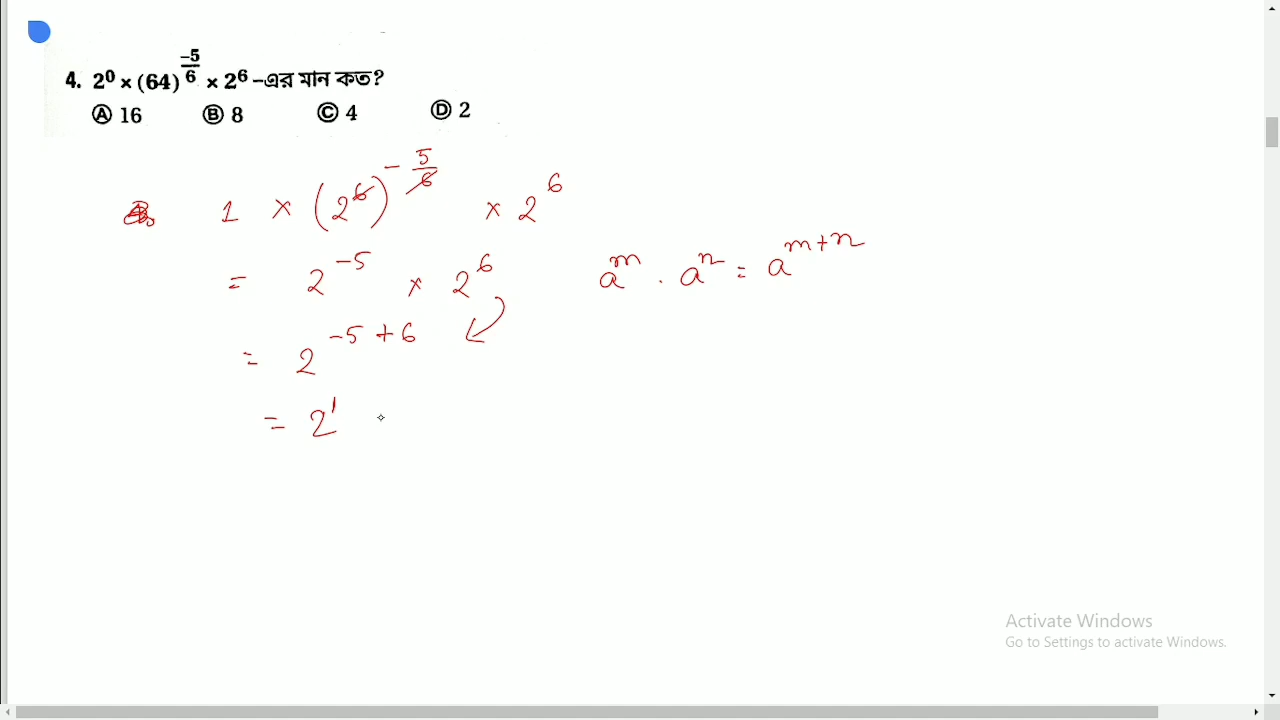 4. 2⁰ × (64)^(-5/6) × 2⁶ –এর মান কত?
Ⓐ 16 Ⓑ 8 Ⓒ 4 Ⓓ 2
1 × (2⁶)^(-5/6) × 2⁶
= 2⁻⁵ × 2⁶ aᵐ . aⁿ = aᵐ⁺ⁿ
= 2⁻⁵⁺⁶
= 2¹
Activate Windows
Go to Settings to activate Windows.